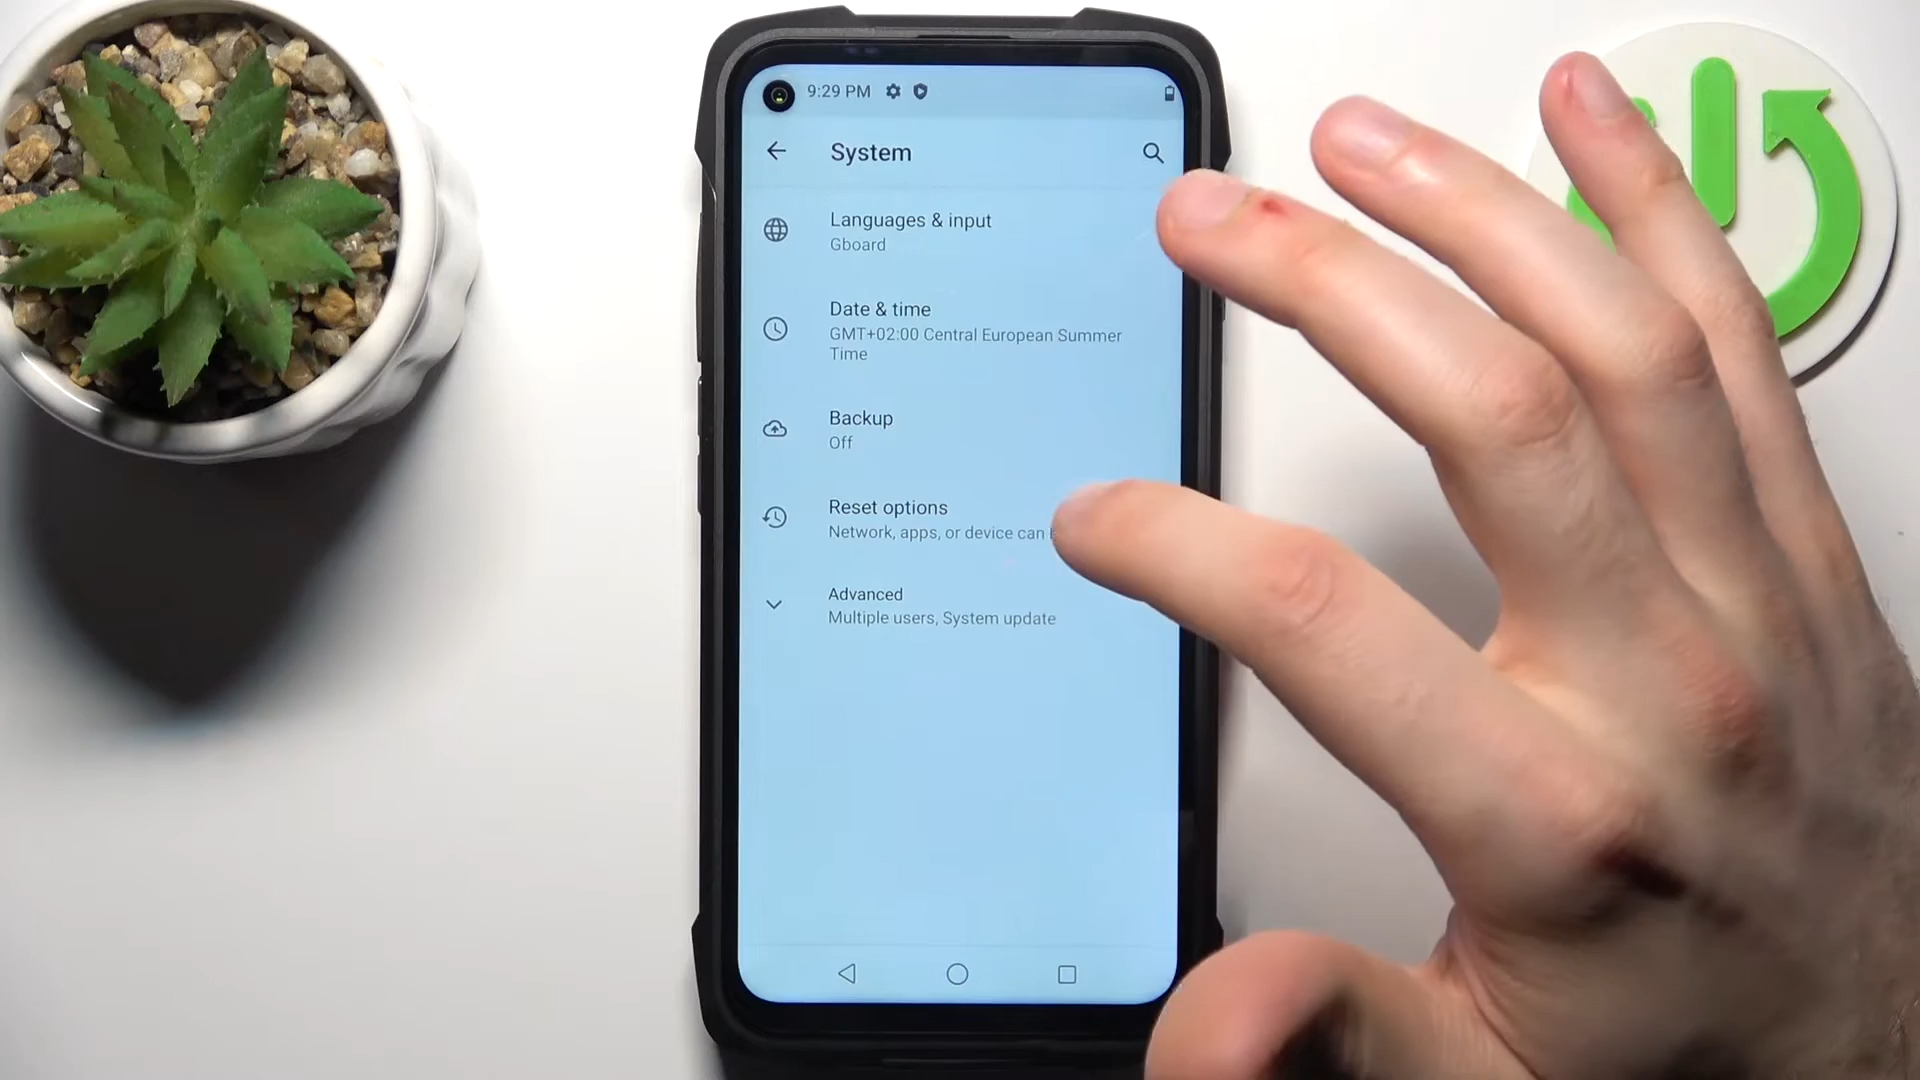 9:29 PM
System
Languages & input
Gboard
Date & time
GMT+02:00 Central European Summer
Time
Backup
Off
Reset options
Network, apps, or device can
Advanced
Multiple users, System update